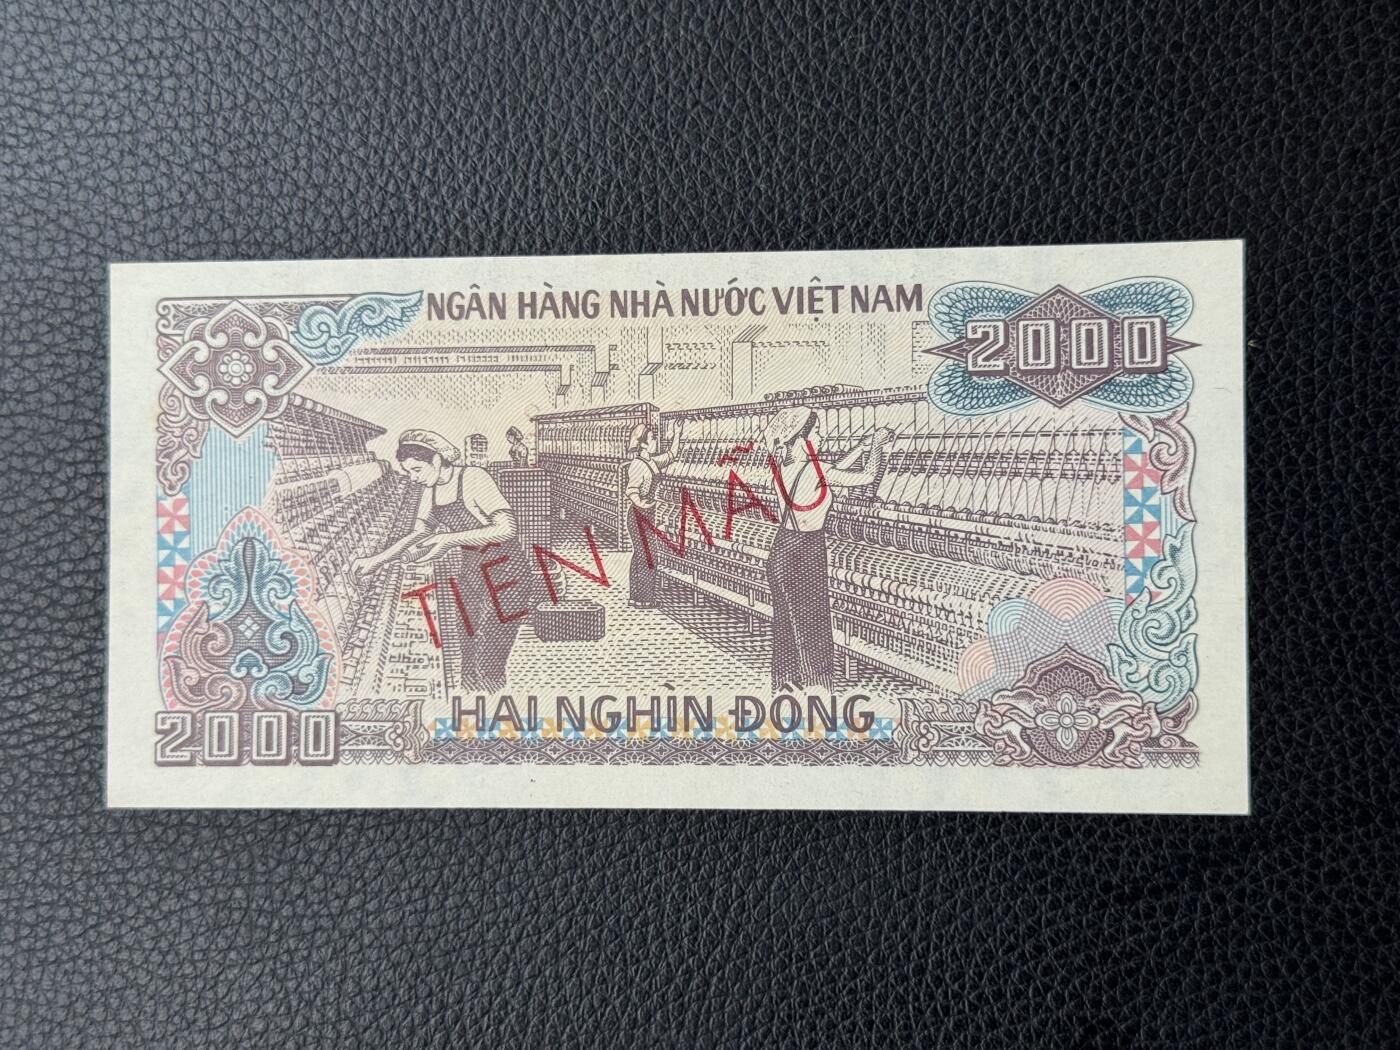 NGÂN HÀNG NHÀ NƯỚC VIỆT NAM
2000
TIỀN MẪU
HAI NGHÌN ĐỒNG
2000